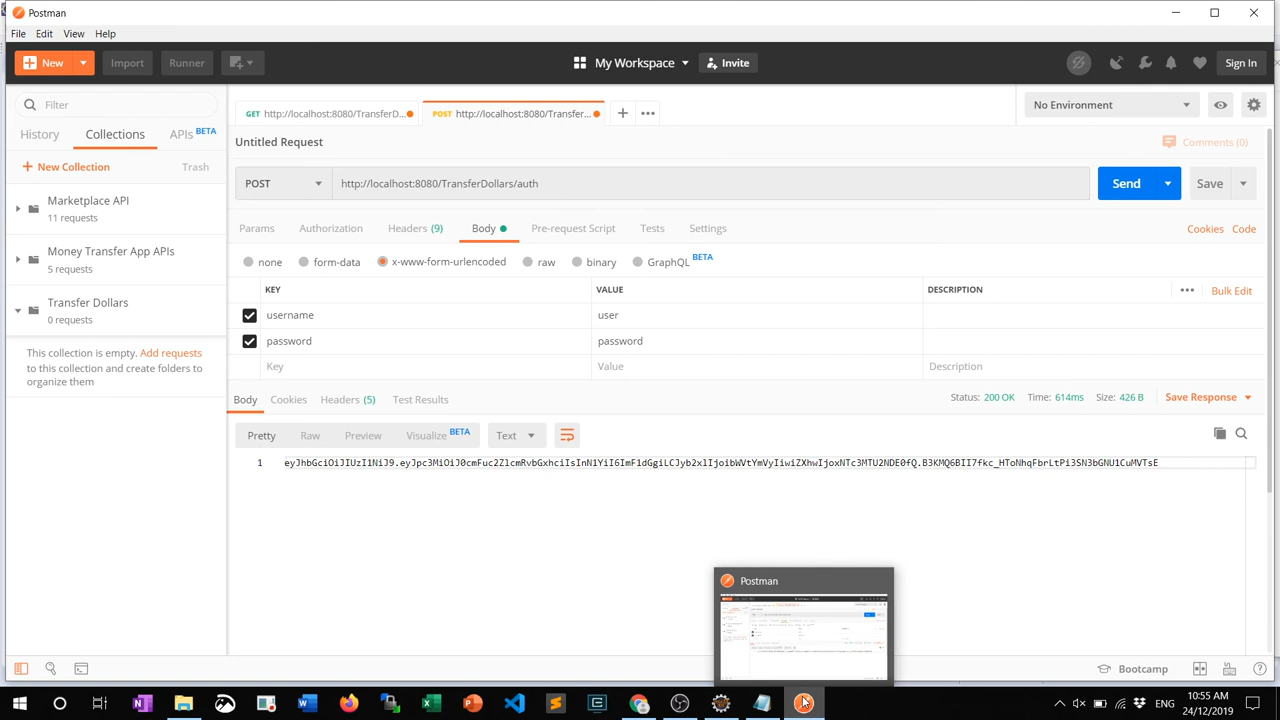 Postman
File Edit View Help
New Import Runner My Workspace Invite Sign In
Filter
History Collections APIs BETA
New Collection Trash
Marketplace API
11 requests
Money Transfer App APIs
5 requests
Transfer Dollars
0 requests
This collection is empty. Add requests
to this collection and create folders to
organize them
GET http://localhost:8080/TransferD... POST http://localhost:8080/Transfer...
No Environment
Untitled Request
Comments (0)
POST http://localhost:8080/TransferDollars/auth Send Save
Params Authorization Headers (9) Body Pre-request Script Tests Settings Cookies Code
none form-data x-www-form-urlencoded raw binary GraphQL BETA
KEY VALUE DESCRIPTION Bulk Edit
username user
password password
Key Value Description
Body Cookies Headers (5) Test Results Status: 200 OK Time: 614ms Size: 426 B Save Response
Pretty Raw Preview Visualize BETA Text
1
Postman
Bootcamp
ENG
10:55 AM
24/12/2019